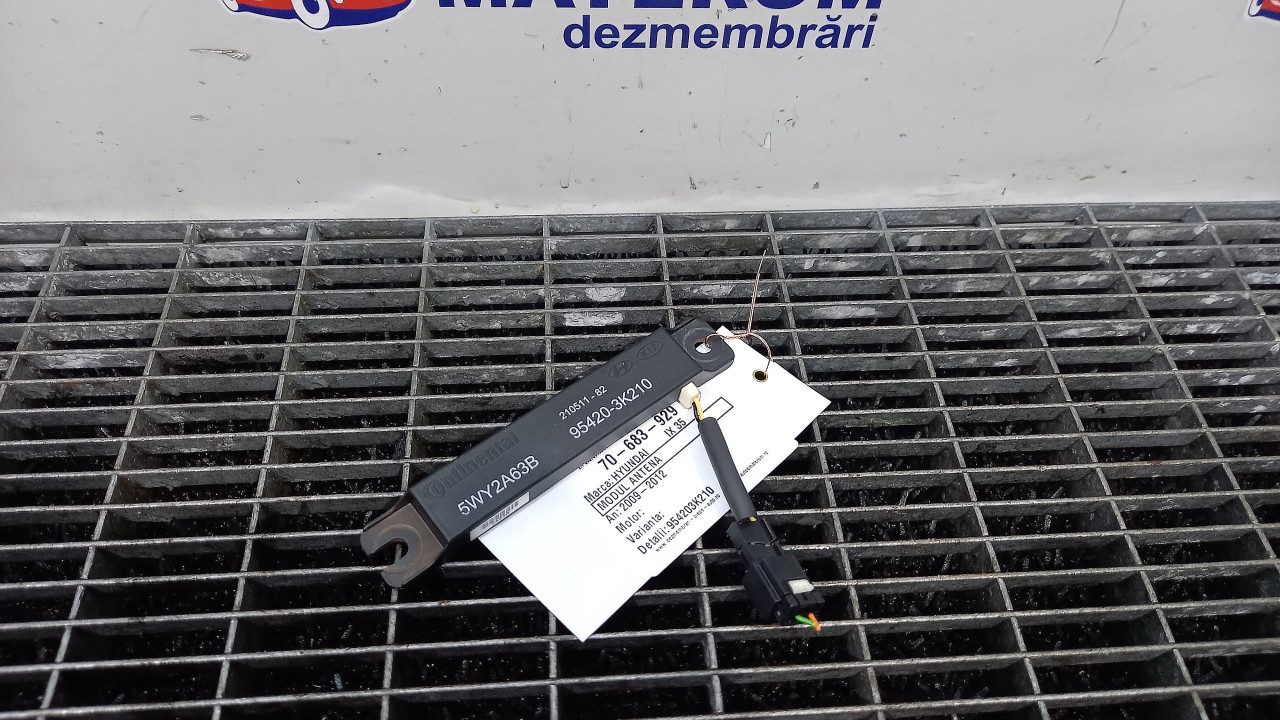 MATEROM
dezmembrări
210511-82
95420-3K210
Continental
5WY2A63B
70-683-929
Marca: HYUNDAI
IX 35
MODUL ANTENA
An: 2009-2012
Motor:
Varianta:
Detalii: 954203K210